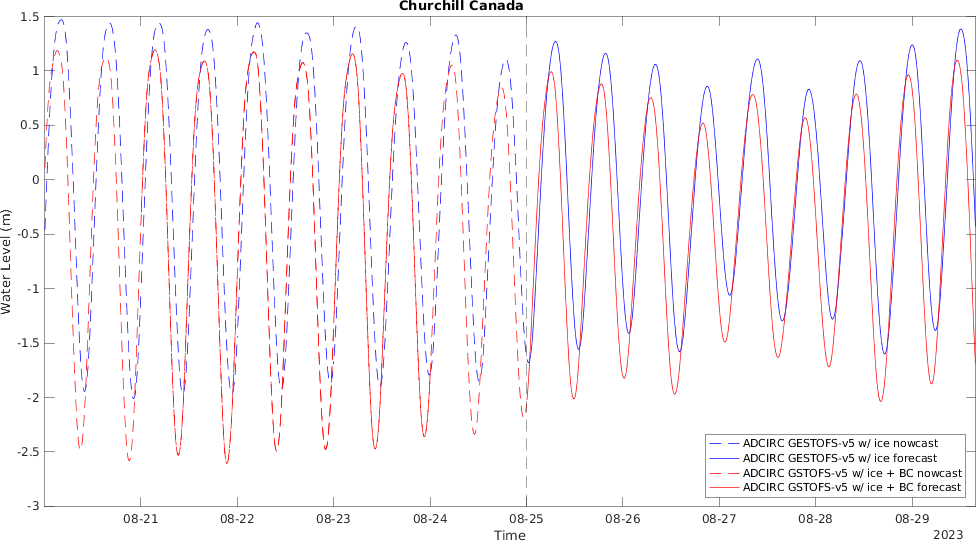 Churchill Canada
1.5
1
0.5
0
-0.5
-1
-1.5
-2
-2.5
-3
Water Level (m)
ADCIRC GESTOFS-v5 w/ ice nowcast
ADCIRC GESTOFS-v5 w/ ice forecast
ADCIRC GSTOFS-v5 w/ ice + BC nowcast
ADCIRC GSTOFS-v5 w/ ice + BC forecast
08-21 08-22 08-23 08-24 08-25 08-26 08-27 08-28 08-29
Time
2023